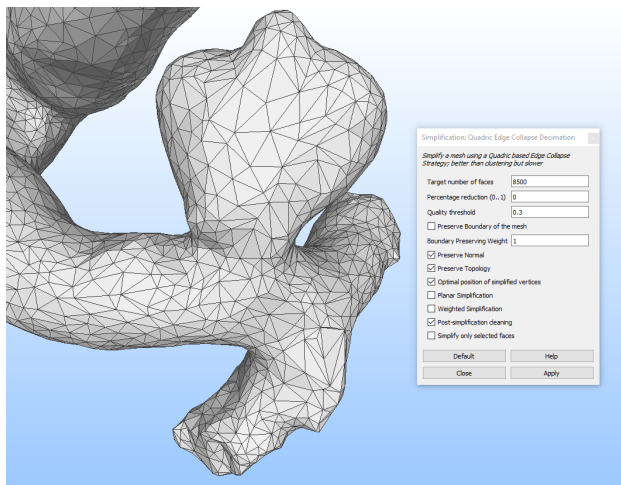 Simplification: Quadric Edge Collapse Decimation
Simplify a mesh using a Quadric based Edge Collapse
Strategy; better than clustering but slower
Target number of faces 8500
Percentage reduction (0..1) 0
Quality threshold 0.3
Preserve Boundary of the mesh
Boundary Preserving Weight 1
Preserve Normal
Preserve Topology
Optimal position of simplified vertices
Planar Simplification
Weighted Simplification
Post-simplification cleaning
Simplify only selected faces
Default Help
Close Apply